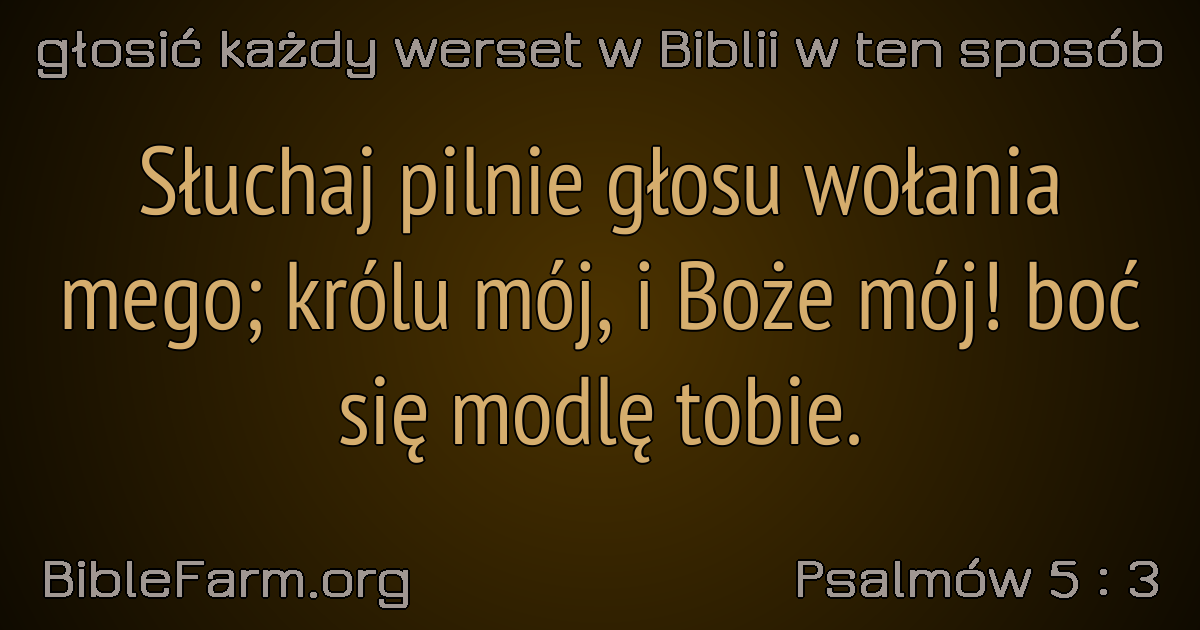 głosić każdy werset w Biblii w ten sposób
Słuchaj pilnie głosu wołania
mego; królu mój, i Boże mój! boć
się modlę tobie.
BibleFarm.org
Psalmów 5 : 3